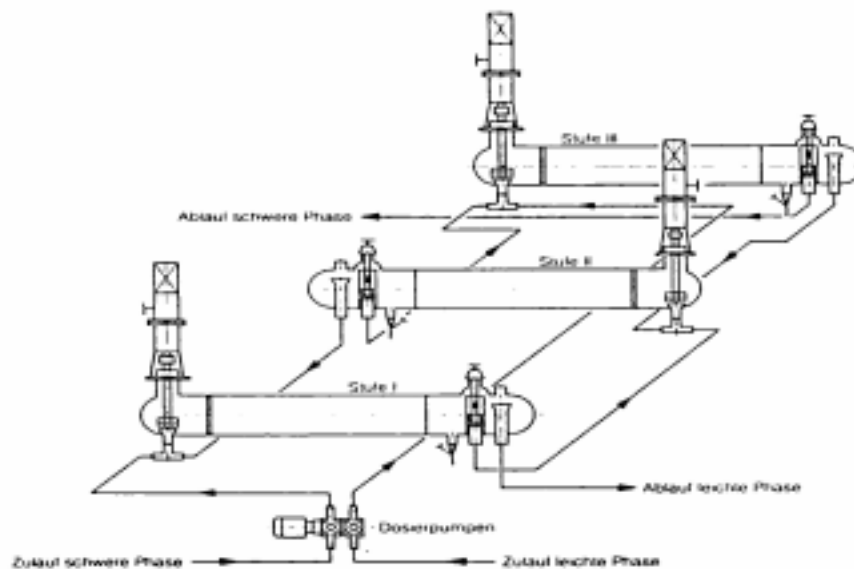 Stufe III
Ablauf schwere Phase
Stufe II
Stufe I
Ablauf leichte Phase
Dosierpumpen
Zulauf schwere Phase
Zulauf leichte Phase